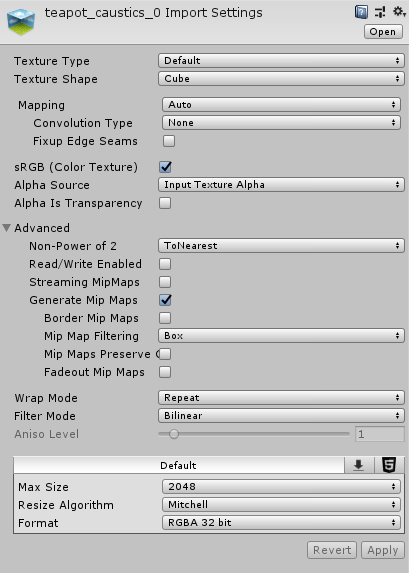 teapot_caustics_0 Import Settings
Open
Texture Type Default
Texture Shape Cube
Mapping Auto
Convolution Type None
Fixup Edge Seams
sRGB (Color Texture)
Alpha Source Input Texture Alpha
Alpha Is Transparency
Advanced
Non-Power of 2 ToNearest
Read/Write Enabled
Streaming MipMaps
Generate Mip Maps
Border Mip Maps
Mip Map Filtering Box
Mip Maps Preserve
Fadeout Mip Maps
Wrap Mode Repeat
Filter Mode Bilinear
Aniso Level 1
Default
Max Size 2048
Resize Algorithm Mitchell
Format RGBA 32 bit
Revert Apply